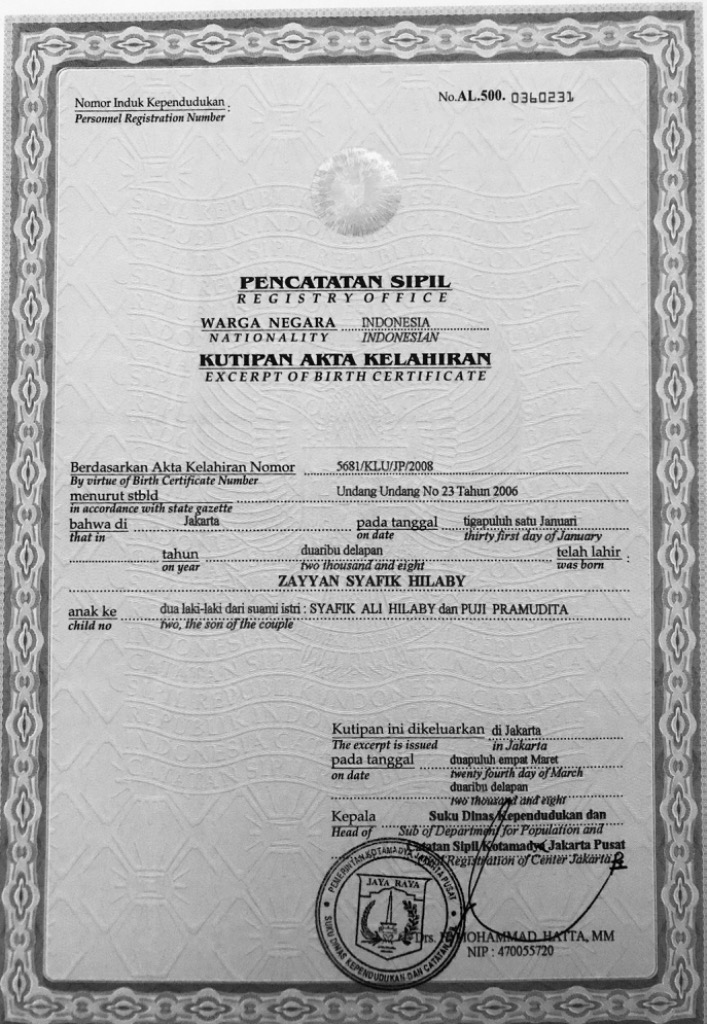 Nomor Induk Kependudukan :
Personnel Registration Number
No.AL.500. 0360231
PENCATATAN SIPIL
REGISTRY OFFICE
WARGA NEGARA INDONESIA
NATIONALITY INDONESIAN
KUTIPAN AKTA KELAHIRAN
EXCERPT OF BIRTH CERTIFICATE
Berdasarkan Akta Kelahiran Nomor 5681/KLU/JP/2008
By virtue of Birth Certificate Number
menurut stbld Undang Undang No 23 Tahun 2006
in accordance with state gazette
bahwa di Jakarta pada tanggal tigapuluh satu Januari
that in on date thirty first day of January
tahun duaribu delapan telah lahir :
on year two thousand and eight was born
ZAYYAN SYAFIK HILABY
anak ke dua laki-laki dari suami istri : SYAFIK ALI HILABY dan PUJI PRAMUDITA
child no two, the son of the couple
Kutipan ini dikeluarkan di Jakarta
The excerpt is issued in Jakarta
pada tanggal duapuluh empat Maret
on date twenty fourth day of March
duaribu delapan
two thousand and eight
Kepala Suku Dinas Kependudukan dan
Head of Sub of Department for Population and
Catatan Sipil Kotamadya Jakarta Pusat
Registration of Center Jakarta
PEMERINTAH KOTAMADYA JAKARTA PUSAT
JAYA RAYA
SUKU DINAS KEPENDUDUKAN DAN CATATAN
Drs. MOHAMMAD HATTA, MM
NIP : 470055720